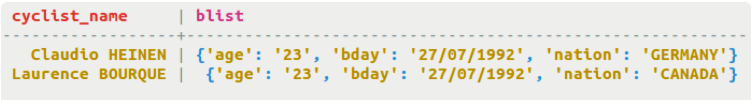 cyclist_name | blist
Claudio HEINEN | {'age': '23', 'bday': '27/07/1992', 'nation': 'GERMANY'}
Laurence BOURQUE | {'age': '23', 'bday': '27/07/1992', 'nation': 'CANADA'}